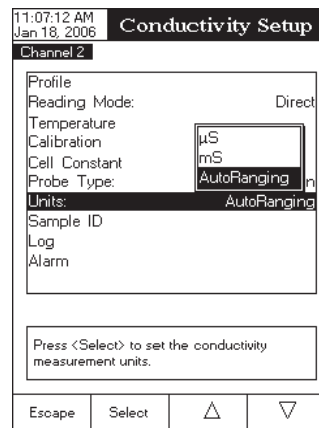 11:07:12 AM
Jan 18, 2006
Conductivity Setup
Channel 2
Profile
Reading Mode: Direct
Temperature
Calibration
Cell Constant
Probe Type:
µS
mS
AutoRanging
Units: AutoRanging
Sample ID
Log
Alarm
Press <Select> to set the conductivity
measurement units.
Escape Select